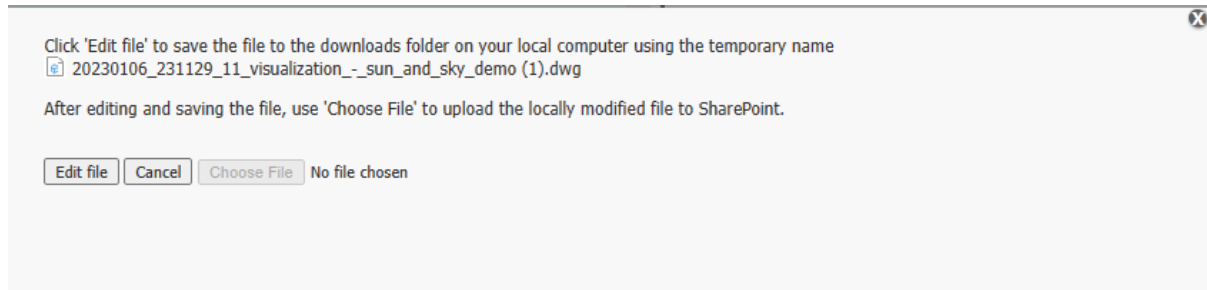 Click 'Edit file' to save the file to the downloads folder on your local computer using the temporary name
20230106_231129_11_visualization_-_sun_and_sky_demo (1).dwg
After editing and saving the file, use 'Choose File' to upload the locally modified file to SharePoint.
Edit file Cancel Choose File No file chosen